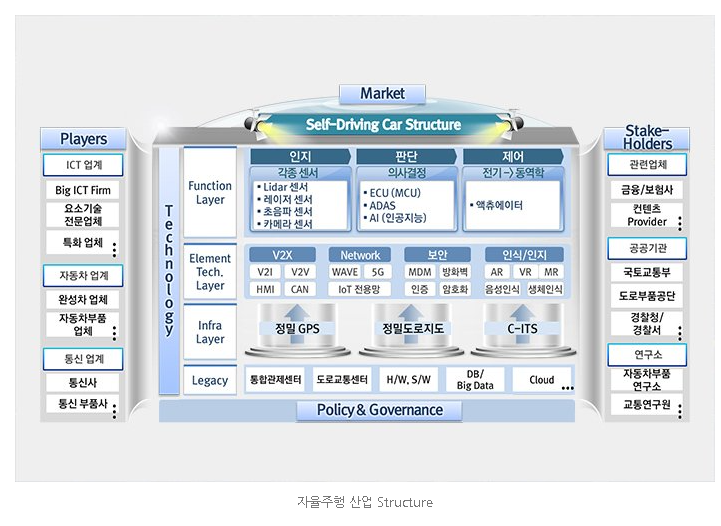 Market
Self-Driving Car Structure
Players
ICT 업계
Big ICT Firm
요소기술
전문업체
특화 업체
자동차 업계
완성차 업체
자동차부품
업체
통신 업계
통신사
통신 부품사
Technology
Function
Layer
인지
판단
제어
각종 센서
의사결정
전기 -> 동역학
• Lidar 센서
• 레이저 센서
• 초음파 센서
• 카메라 센서
• ECU (MCU)
• ADAS
• AI (인공지능)
• 액츄에이터
Element
Tech.
Layer
V2X
Network
보안
인식/인지
V2I
V2V
WAVE
5G
MDM
방화벽
AR
VR
MR
HMI
CAN
IoT 전용망
인증
암호화
음성인식
생체인식
Infra
Layer
정밀 GPS
정밀도로지도
C-ITS
Legacy
통합관제센터
도로교통센터
H/W, S/W
DB/
Big Data
Cloud
Policy & Governance
Stake-
Holders
관련업체
금융/보험사
컨텐츠
Provider
공공기관
국토교통부
도로부품공단
경찰청/
경찰서
연구소
자동차부품
연구소
교통연구원
자율주행 산업 Structure